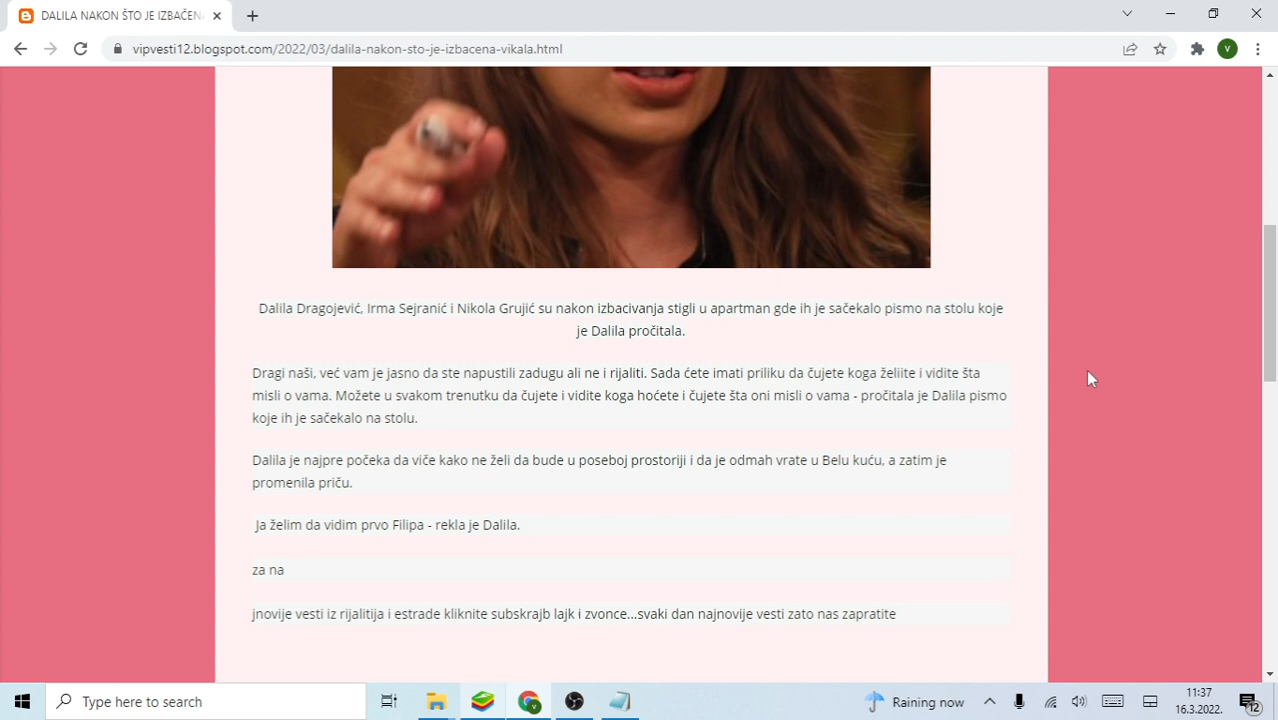 DALILA NAKON ŠTO JE IZBAČEN
vipvesti12.blogspot.com/2022/03/dalila-nakon-sto-je-izbacena-vikala.html
V
Dalila Dragojević, Irma Sejranić i Nikola Grujić su nakon izbacivanja stigli u apartman gde ih je sačekalo pismo na stolu koje
je Dalila pročitala.
Dragi naši, već vam je jasno da ste napustili zadugu ali ne i rijaliti. Sada ćete imati priliku da čujete koga želiite i vidite šta
misli o vama. Možete u svakom trenutku da čujete i vidite koga hoćete i čujete šta oni misli o vama - pročitala je Dalila pismo
koje ih je sačekalo na stolu.
Dalila je najpre počeka da viče kako ne želi da bude u poseboj prostoriji i da je odmah vrate u Belu kuću, a zatim je
promenila priču.
Ja želim da vidim prvo Filipa - rekla je Dalila.
za na
jnovije vesti iz rijalitija i estrade kliknite subskrajb lajk i zvonce...svaki dan najnovije vesti zato nas zapratite
Type here to search
Raining now
11:37
16.3.2022.
12